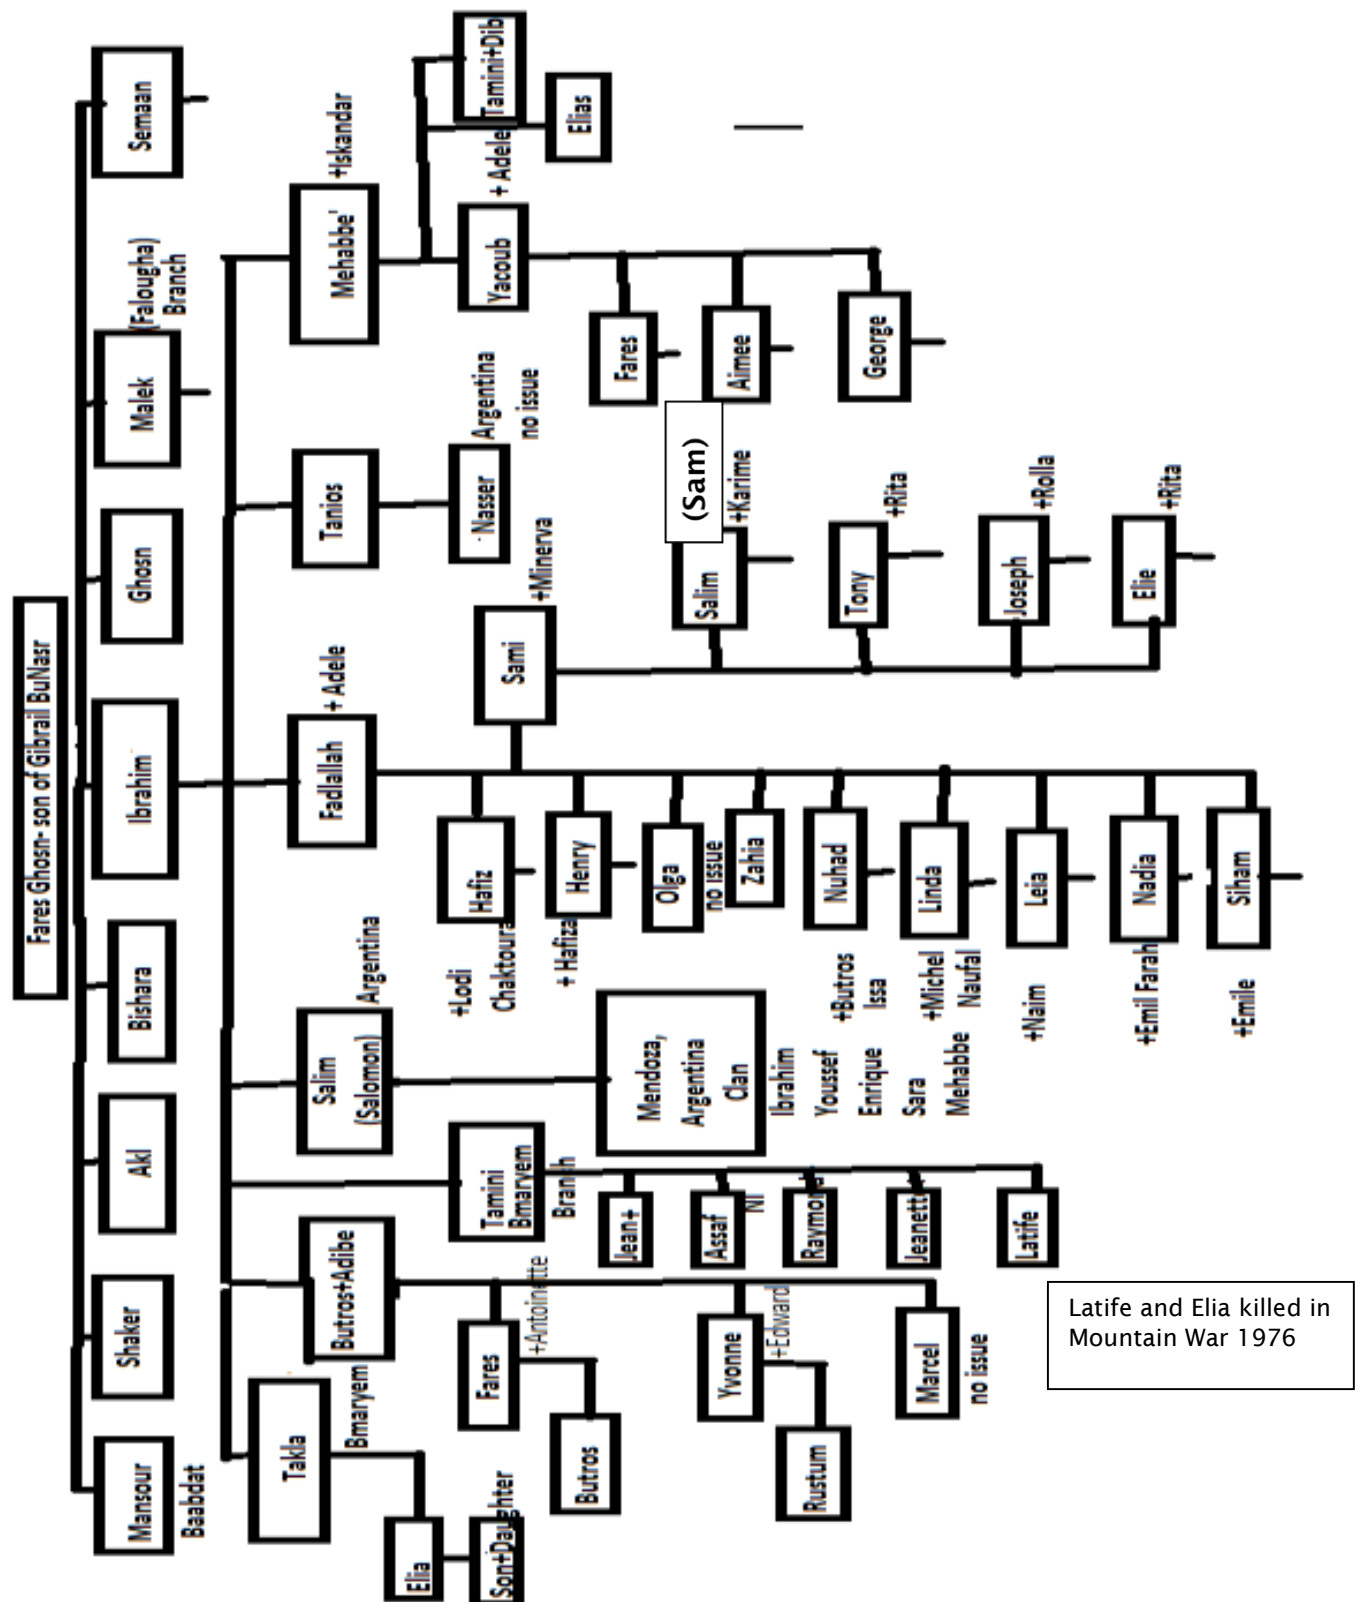 Fares Ghosn- son of Gibrail BuNasr
Mansour
Baabdat
Shaker
Akl
Bishara
Ibrahim
Ghosn
Malek
(Falougha)
Branch
Semaan
Takla
Bmaryem
Butros+Adibe
Tamini
Bmaryem
Branch
Salim
(Salomon)
Argentina
Fadlallah
+ Adele
Tanios
Mehabbe'
+Iskandar
Elia
Son+Daughter
Fares
+Antoinette
Butros
Yvonne
+Edward
Rustum
Marcel
no issue
Jean+
Assaf
NI
Raymond
Jeanette
Latife
Mendoza,
Argentina
Clan
Ibrahim
Youssef
Enrique
Sara
Mehabbe
Hafiz
+Lodi
Chaktoura
Henry
+ Hafiza
Olga
no issue
Zahia
Nuhad
+Butros
Issa
Linda
+Michel
Naufal
Leia
+Naim
Nadia
+Emil Farah
Siham
+Emile
Sami
+Minerva
Salim
(Sam)
+Karime
Tony
+Rita
Joseph
+Rolla
Elie
+Rita
Nasser
Argentina
no issue
Yacoub
+ Adele
Tamini+Dib
Elias
Fares
Aimee
George
Latife and Elia killed in
Mountain War 1976